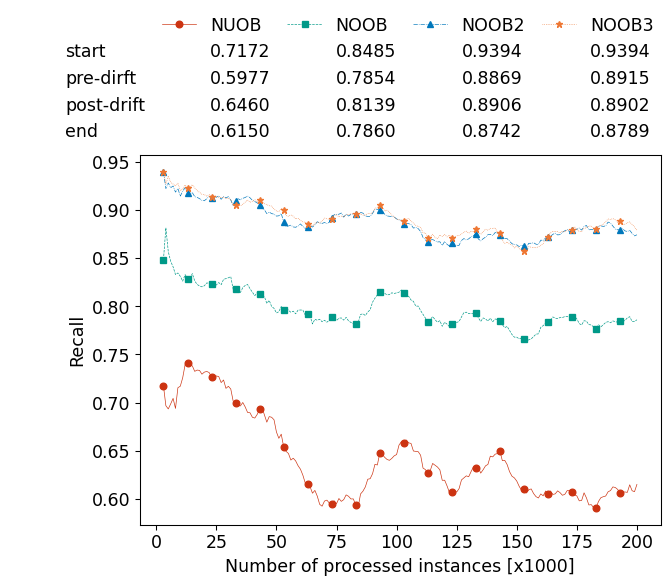 NUOB NOOB NOOB2 NOOB3
start 0.7172 0.8485 0.9394 0.9394
pre-dirft 0.5977 0.7854 0.8869 0.8915
post-drift 0.6460 0.8139 0.8906 0.8902
end 0.6150 0.7860 0.8742 0.8789
0.95
0.90
0.85
0.80
0.75
0.70
0.65
0.60
Recall
0 25 50 75 100 125 150 175 200
Number of processed instances [x1000]